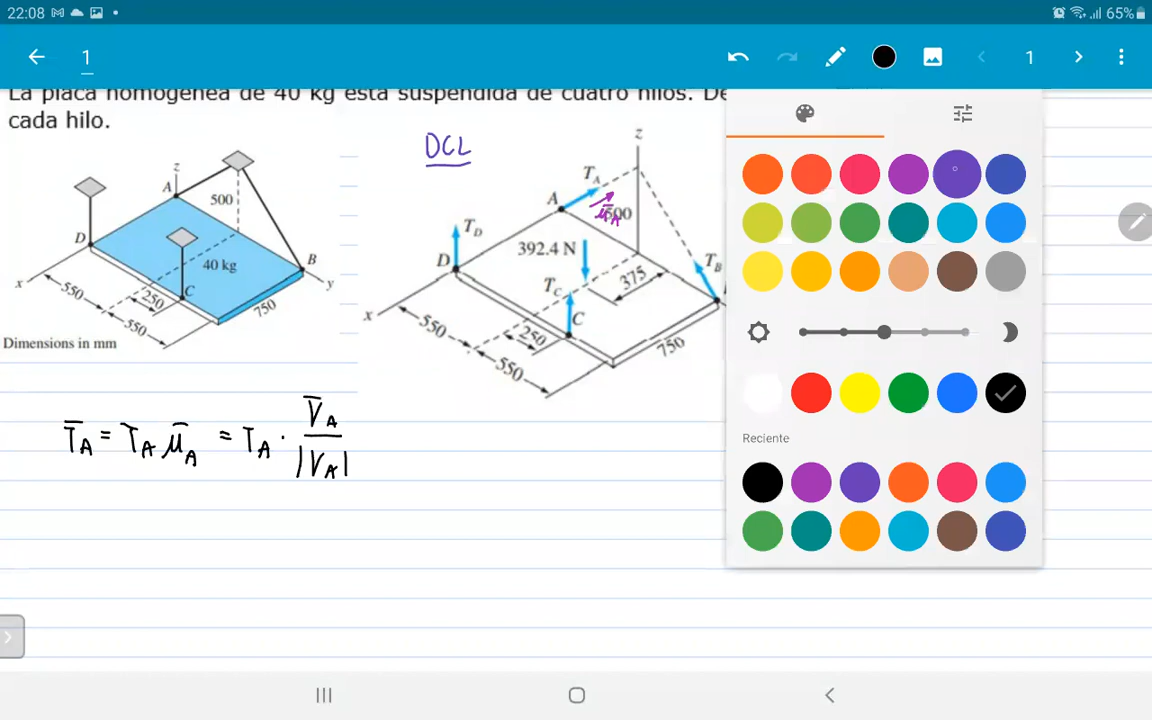 22:08
65%
1
1
La placa homogénea de 40 kg está suspendida de cuatro hilos. De
cada hilo.
DCL
z
A
500
D
B
40 kg
C
x
y
550
250
550
750
Dimensions in mm
z
T_A
A
μ̄_A
500
T_D
D
392.4 N
T_B
T_C
375
C
x
550
250
550
750
T̄_A = T_A μ̄_A = T_A · V̄_A / |V_A|
Reciente